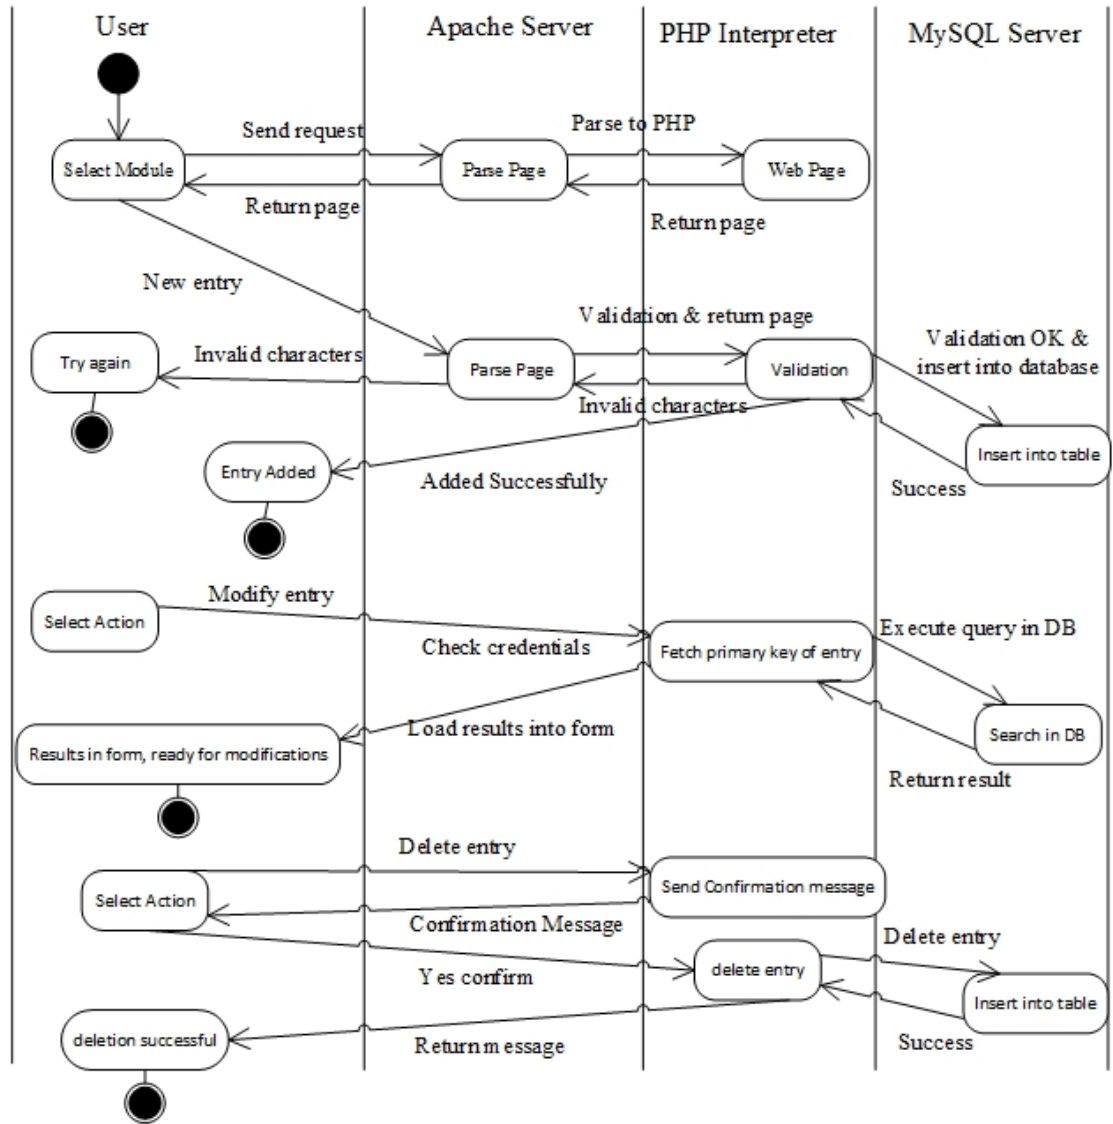 User
Apache Server
PHP Interpreter
MySQL Server
Send request
Parse to PHP
Select Module
Parse Page
Web Page
Return page
Return page
New entry
Validation & return page
Validation OK &
insert into database
Try again
Invalid characters
Parse Page
Validation
Invalid characters
Insert into table
Entry Added
Added Successfully
Success
Modify entry
Select Action
Check credentials
Execute query in DB
Fetch primary key of entry
Load results into form
Search in DB
Results in form, ready for modifications
Return result
Delete entry
Select Action
Send Confirmation message
Confirmation Message
Delete entry
Yes confirm
delete entry
Insert into table
deletion successful
Return message
Success